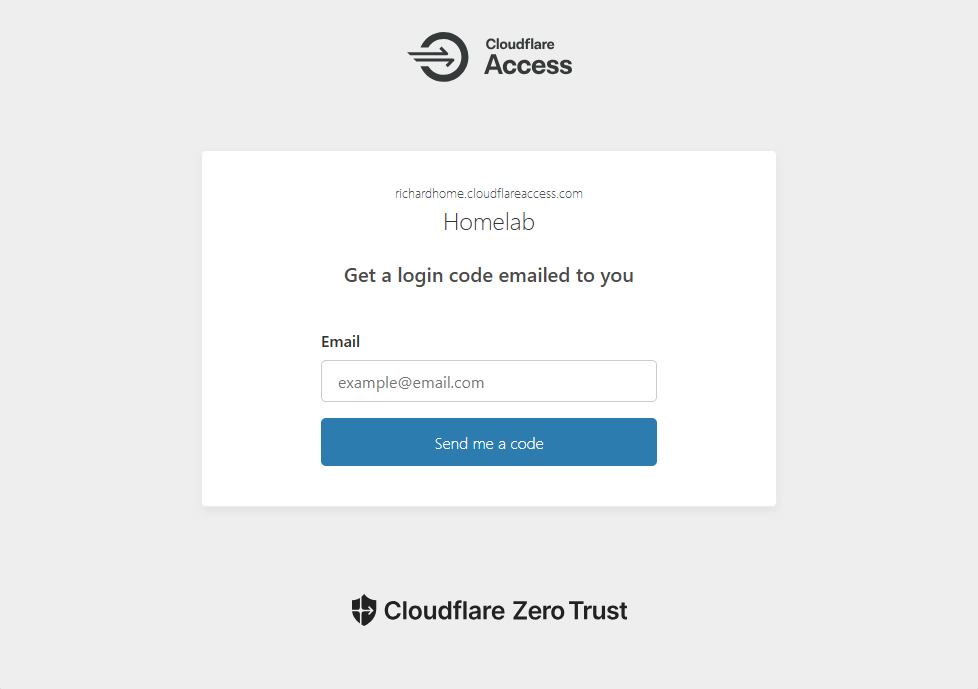 Cloudflare
Access
richardhome.cloudflareaccess.com
Homelab
Get a login code emailed to you
Email
example@email.com
Send me a code
Cloudflare Zero Trust